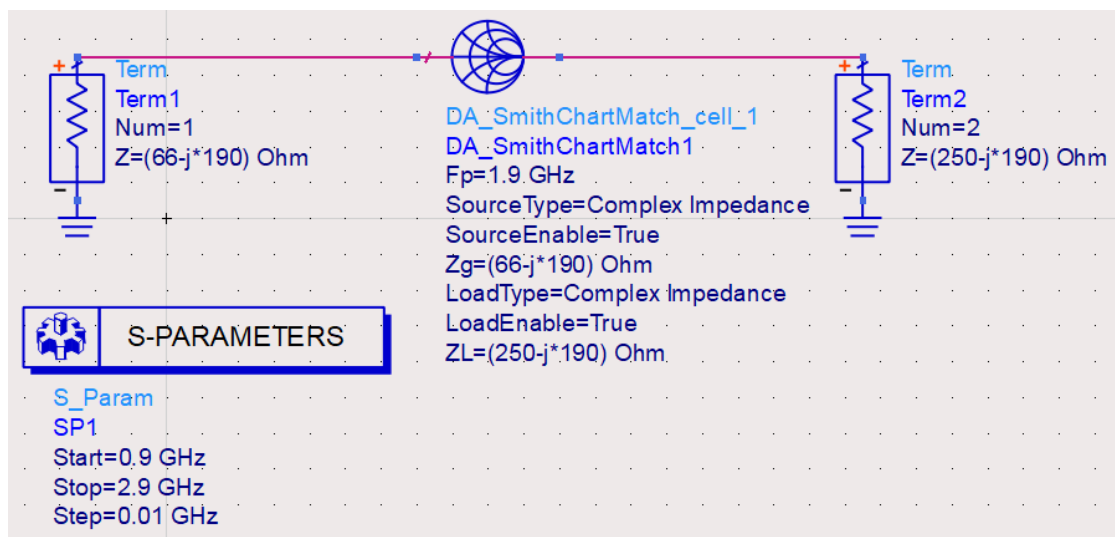 Term
Term1
Num=1
Z=(66-j*190) Ohm
DA_SmithChartMatch_cell_1
DA_SmithChartMatch1
Fp=1.9 GHz
SourceType=Complex Impedance
SourceEnable=True
Zg=(66-j*190) Ohm
LoadType=Complex Impedance
LoadEnable=True
ZL=(250-j*190) Ohm
Term
Term2
Num=2
Z=(250-j*190) Ohm
S-PARAMETERS
S_Param
SP1
Start=0.9 GHz
Stop=2.9 GHz
Step=0.01 GHz